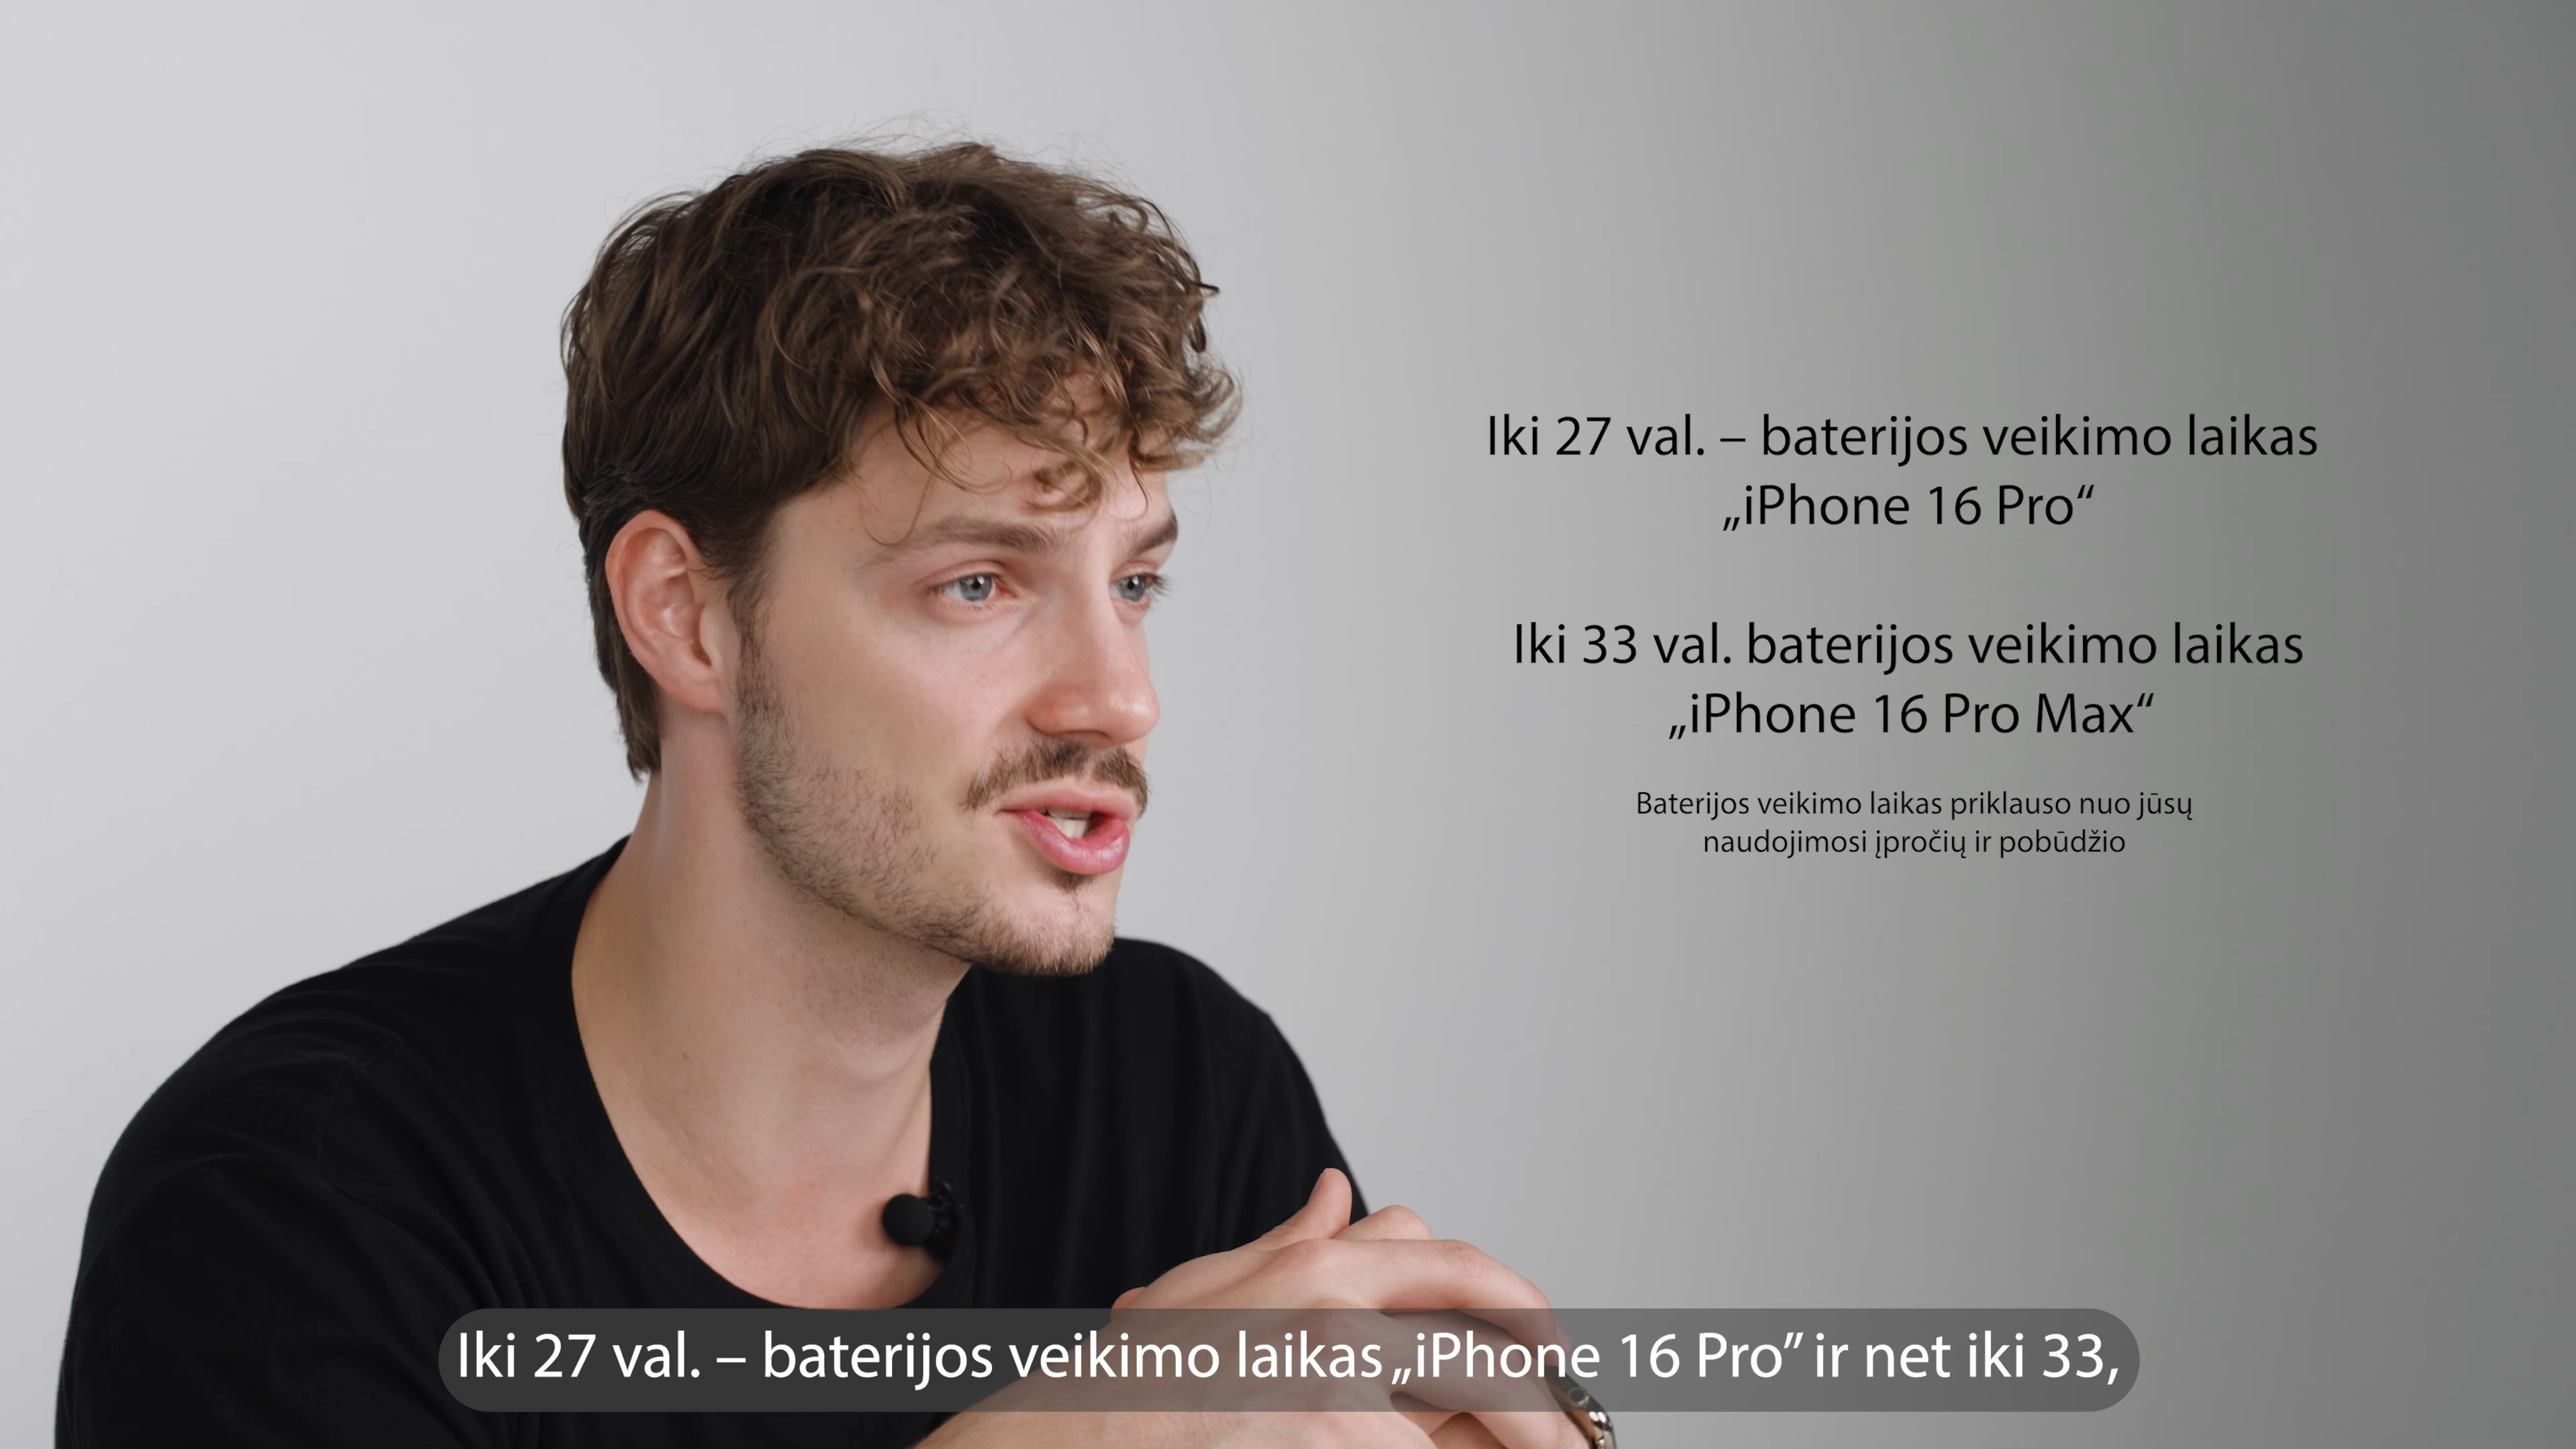 Iki 27 val. – baterijos veikimo laikas
„iPhone 16 Pro“
Iki 33 val. baterijos veikimo laikas
„iPhone 16 Pro Max“
Baterijos veikimo laikas priklauso nuo jūsų
naudojimosi įpročių ir pobūdžio
Iki 27 val. – baterijos veikimo laikas „iPhone 16 Pro” ir net iki 33,